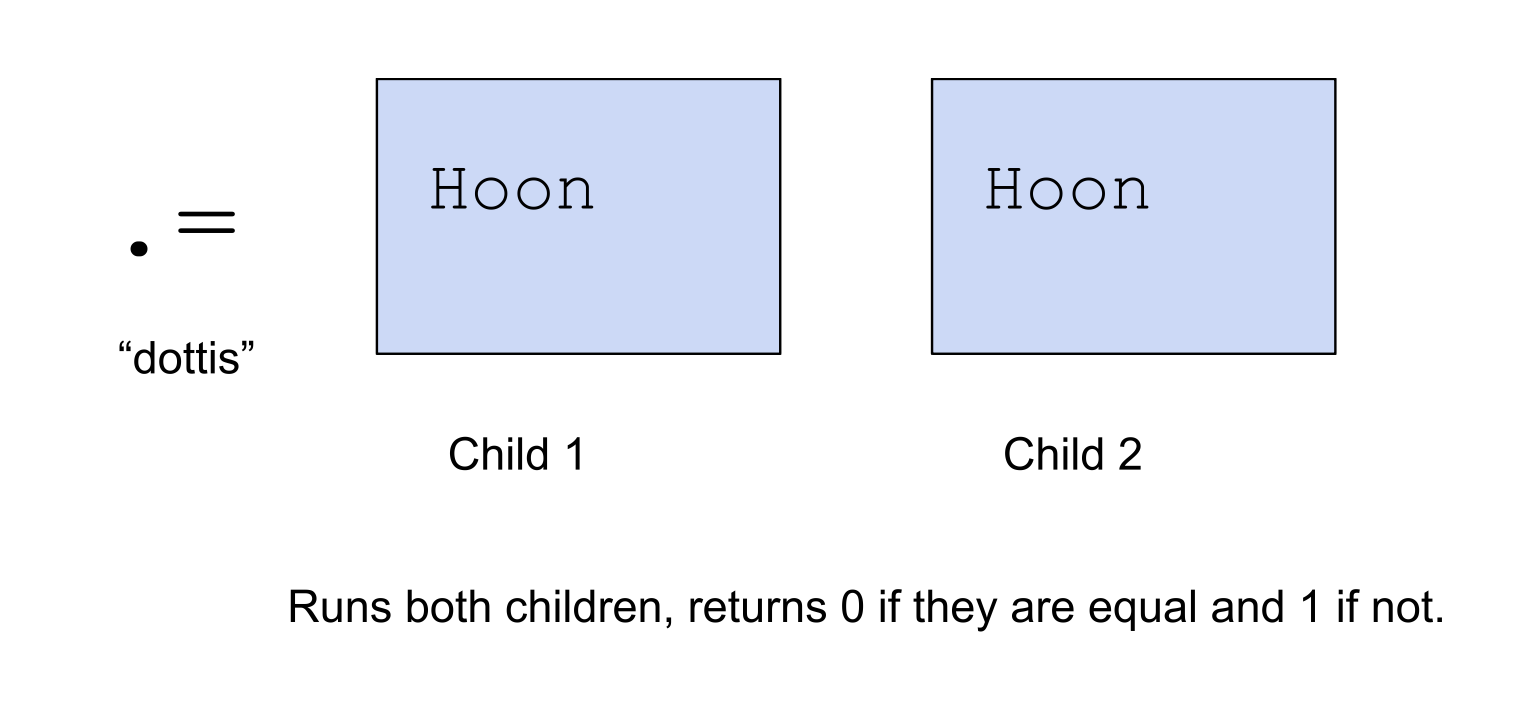 .=
“dottis”
Hoon
Child 1
Hoon
Child 2
Runs both children, returns 0 if they are equal and 1 if not.